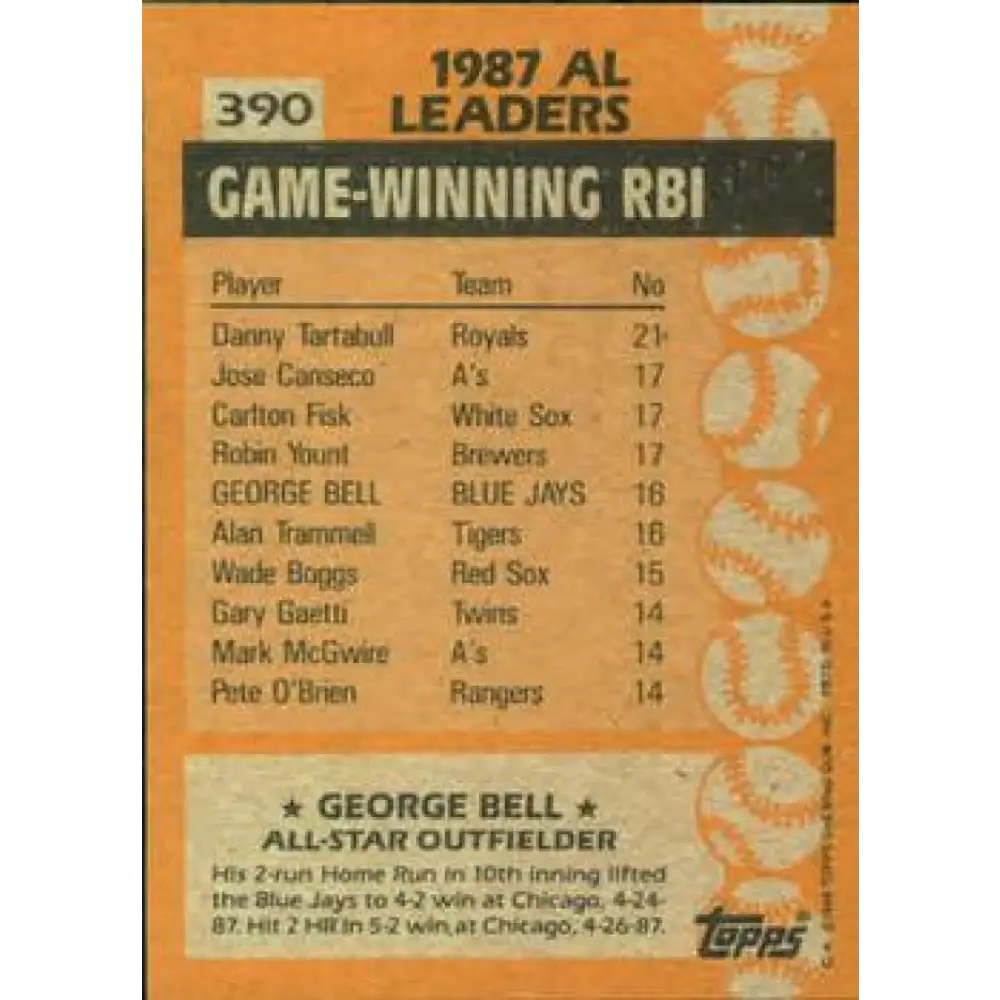 1987 AL
LEADERS
390
GAME-WINNING RBI
Player Team No
Danny Tartabull Royals 21
Jose Canseco A's 17
Carlton Fisk White Sox 17
Robin Yount Brewers 17
GEORGE BELL BLUE JAYS 16
Alan Trammell Tigers 16
Wade Boggs Red Sox 15
Gary Gaetti Twins 14
Mark McGwire A's 14
Pete O'Brien Rangers 14
★ GEORGE BELL ★
ALL-STAR OUTFIELDER
His 2-run Home Run in 10th inning lifted
the Blue Jays to 4-2 win at Chicago, 4-24-
87. Hit 2 HR in 5-2 win at Chicago, 4-26-87.
TOPPS®